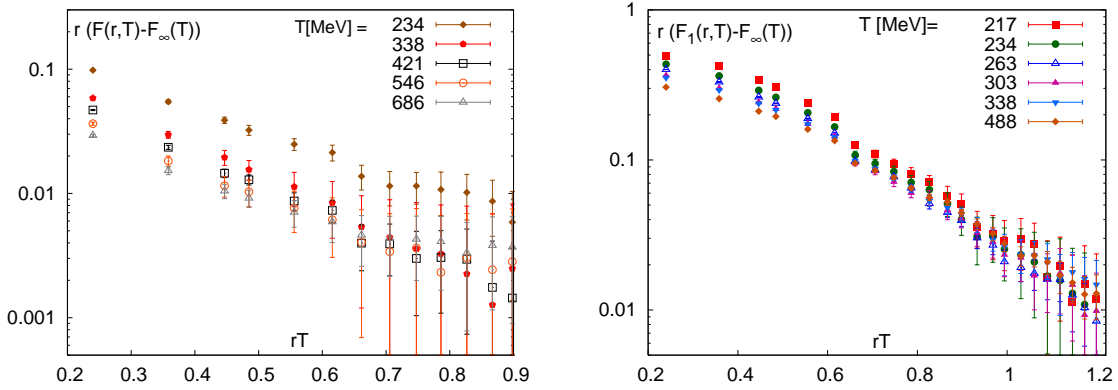 r (F(r,T)-F∞(T))
T[MeV] = 234
338
421
546
686
0.1
0.01
0.001
0.2 0.3 0.4 0.5 0.6 0.7 0.8 0.9
rT
r (F₁(r,T)-F∞(T))
T [MeV]= 217
234
263
303
338
488
1
0.1
0.01
0.2 0.4 0.6 0.8 1 1.2
rT